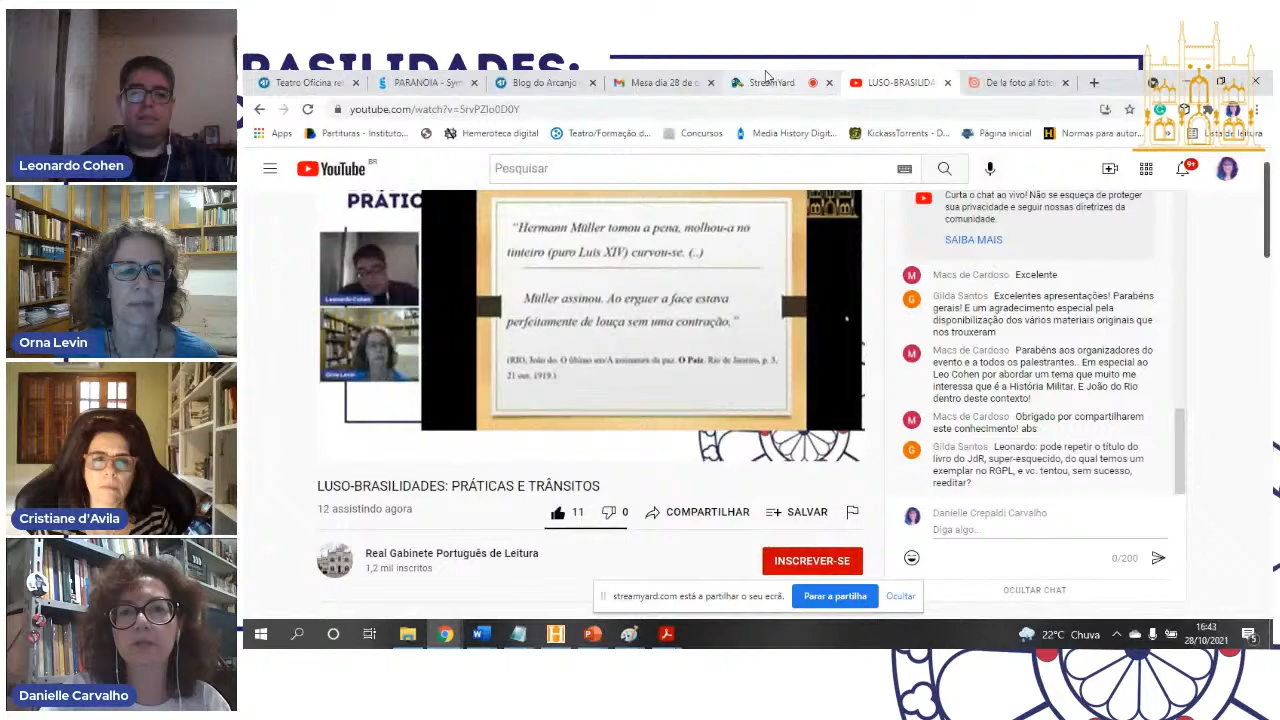 BRASILIDADES:
Leonardo Cohen
Orna Levin
Cristiane d'Avila
Danielle Carvalho
Teatro Oficina re
PARANOIA - Sym
Blog do Arcanjo
Mesa dia 28 de o
StreamYard
LUSO-BRASILIDA
De la foto al foto
youtube.com/watch?v=5rvPZIo0D0Y
Apps
Partituras - Instituto...
Hemeroteca digital
Teatro/Formação d...
Concursos
Media History Digit...
KickassTorrents - D...
Página inicial
Normas para autor...
Lista de leitura
YouTube BR
Pesquisar
9+
PRÁTIC
Leonardo Cohen
Orna Levin
“Hermann Müller tomou a pena, molhou-a no
tinteiro (puro Luis XIV) curvou-se. (..)
Müller assinou. Ao erguer a face estava
perfeitamente de louça sem uma contração.”
(RIO, João do. O último ato/A assinatura da paz. O Paiz. Rio de Janeiro, p. 3,
21 out. 1919.)
LUSO-BRASILIDADES: PRÁTICAS E TRÂNSITOS
12 assistindo agora
11
0
COMPARTILHAR
SALVAR
Real Gabinete Português de Leitura
1,2 mil inscritos
INSCREVER-SE
Curta o chat ao vivo! Não se esqueça de proteger
sua privacidade e seguir nossas diretrizes da
comunidade.
SAIBA MAIS
M
Macs de Cardoso Excelente
G
Gilda Santos Excelentes apresentações! Parabéns
gerais! E um agradecimento especial pela
disponibilização dos vários materiais originais que
nos trouxeram
M
Macs de Cardoso Parabéns aos organizadores do
evento e a todos os palestrantes.. Em especial ao
Leo Cohen por abordar um tema que muito me
interessa que é a História Militar. E João do Rio
dentro deste contexto!
M
Macs de Cardoso Obrigado por compartilharem
este conhecimento! abs
G
Gilda Santos Leonardo: pode repetir o título do
livro do JdR, super-esquecido, do qual temos um
exemplar no RGPL, e vc. tentou, sem sucesso,
reeditar?
Danielle Crepaldi Carvalho
Diga algo...
0/200
OCULTAR CHAT
streamyard.com está a partilhar o seu ecrã.
Parar a partilha
Ocultar
22°C Chuva
16:43
28/10/2021
5